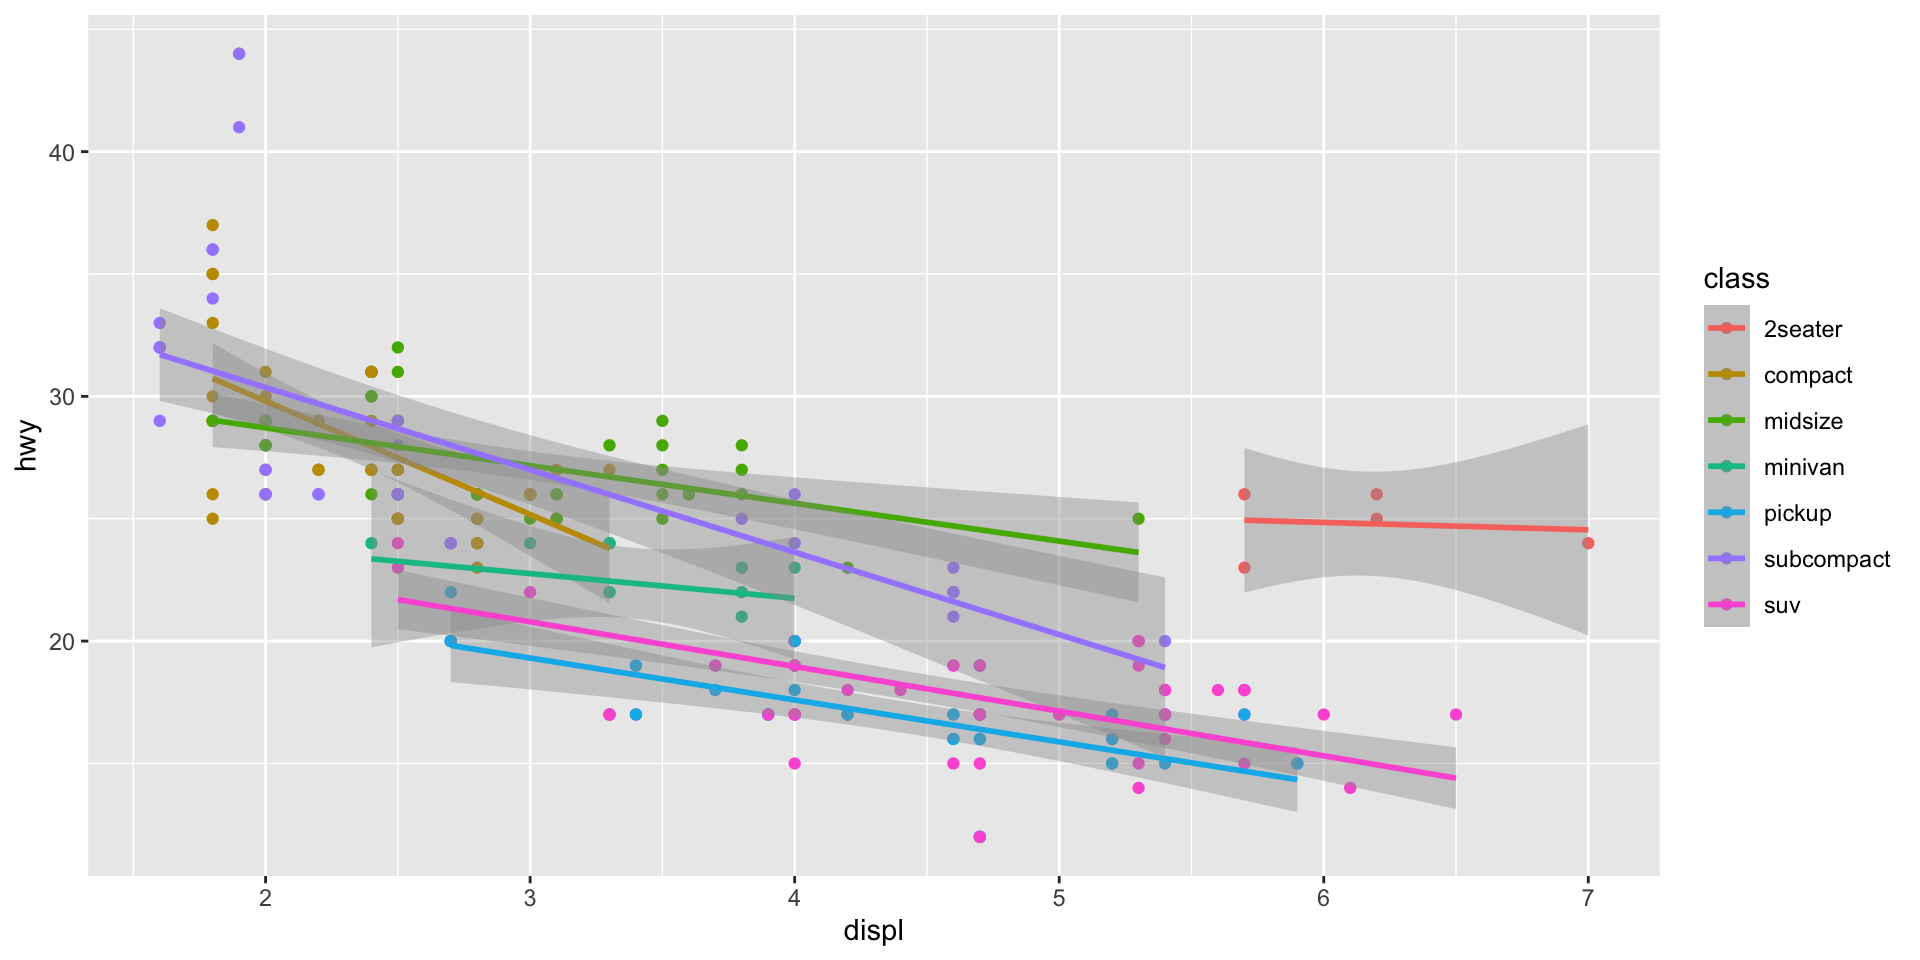 hwy
40
30
20
2
3
4
5
6
7
displ
class
2seater
compact
midsize
minivan
pickup
subcompact
suv